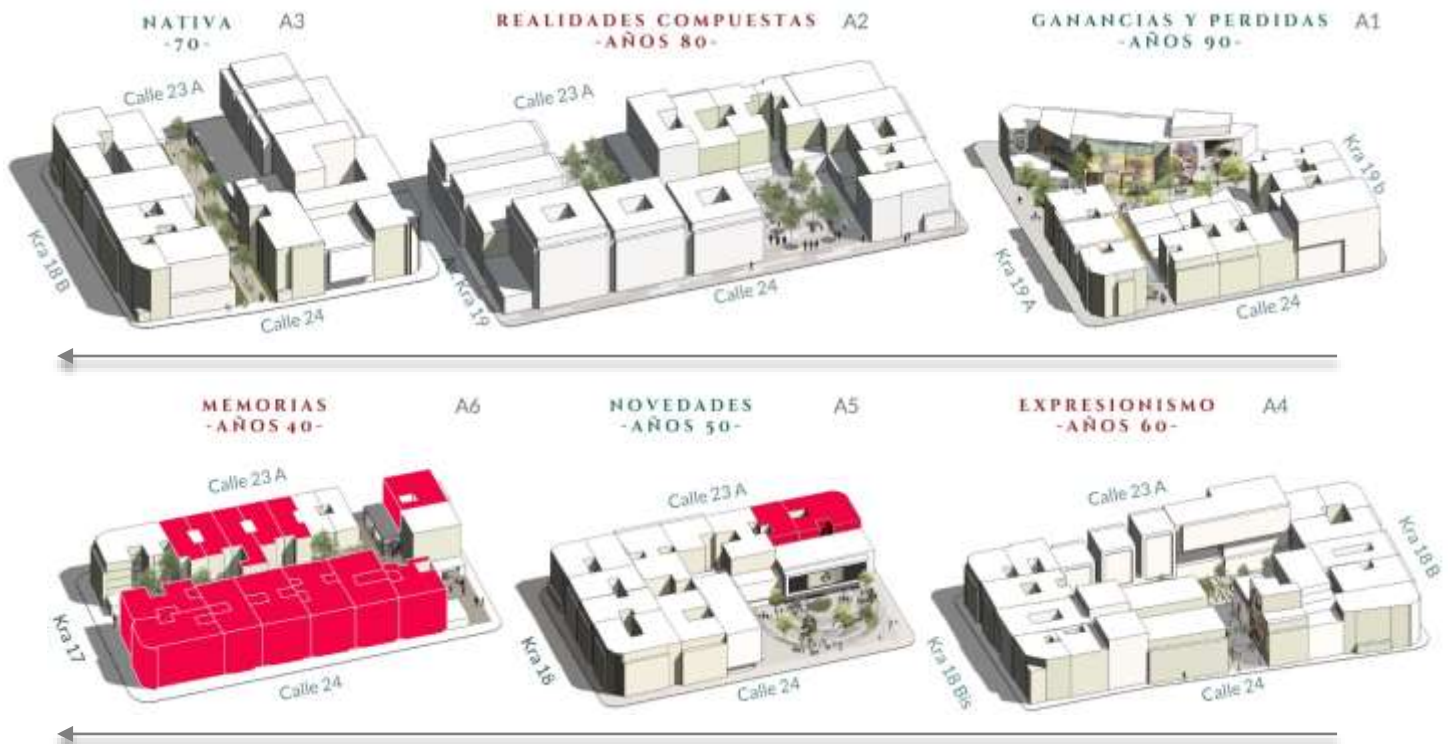 NATIVA
-70-
A3
REALIDADES COMPUESTAS
-AÑOS 80-
A2
GANANCIAS Y PERDIDAS
-AÑOS 90-
A1
Calle 23 A
Kra 18 B
Calle 24
Calle 23 A
Kra 19
Calle 24
Kra 19 b
Kra 19 A
Calle 24
MEMORIAS
-AÑOS 40-
A6
NOVEDADES
-AÑOS 50-
A5
EXPRESIONISMO
-AÑOS 60-
A4
Calle 23 A
Kra 17
Calle 24
Calle 23 A
Kra 18
Calle 24
Calle 23 A
Kra 18 B
Kra 18 Bis
Calle 24